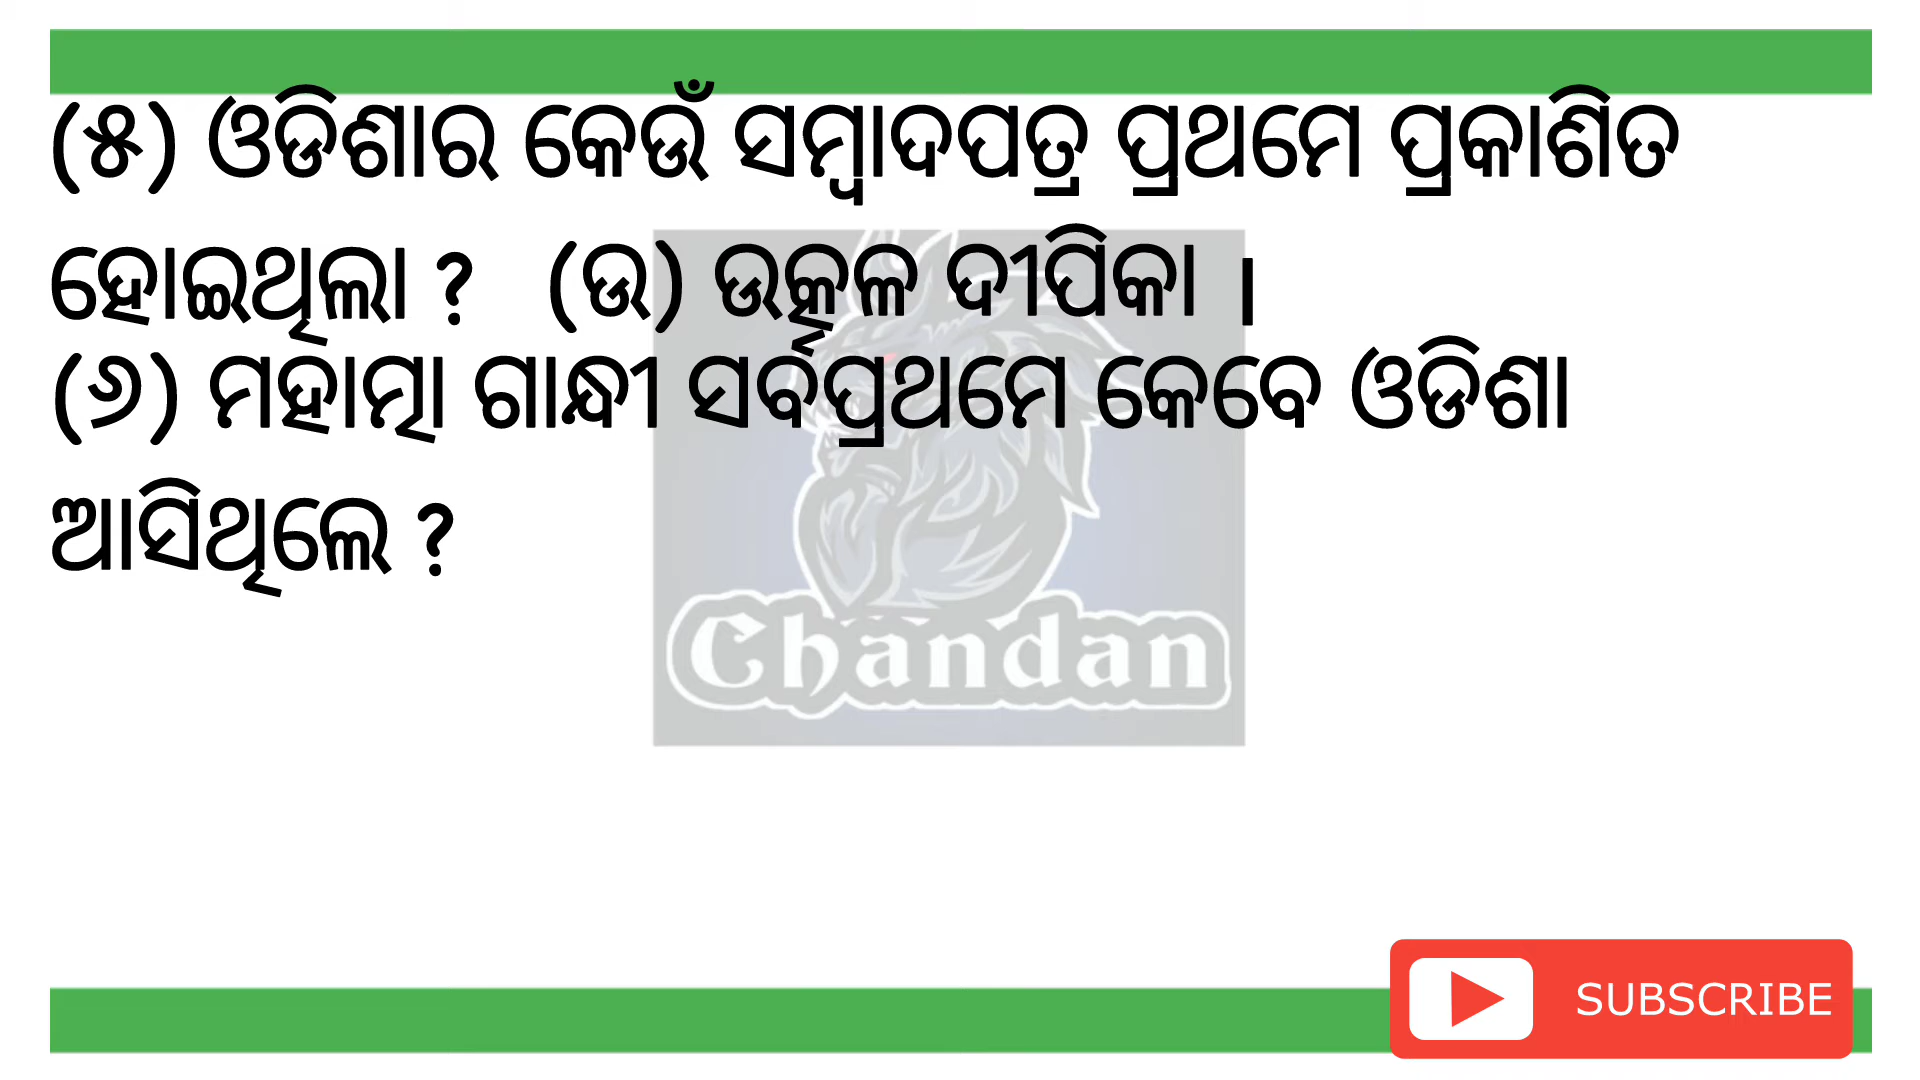 (୫) ଓଡିଶାର କେଉଁ ସମ୍ବାଦପତ୍ର ପ୍ରଥମେ ପ୍ରକାଶିତ
ହୋଇଥିଲା ? (ଉ) ଉତ୍କଳ ଦୀପିକା |
(୬) ମହାତ୍ମା ଗାନ୍ଧୀ ସର୍ବପ୍ରଥମେ କେବେ ଓଡିଶା
ଆସିଥିଲେ ?
Chandan
SUBSCRIBE